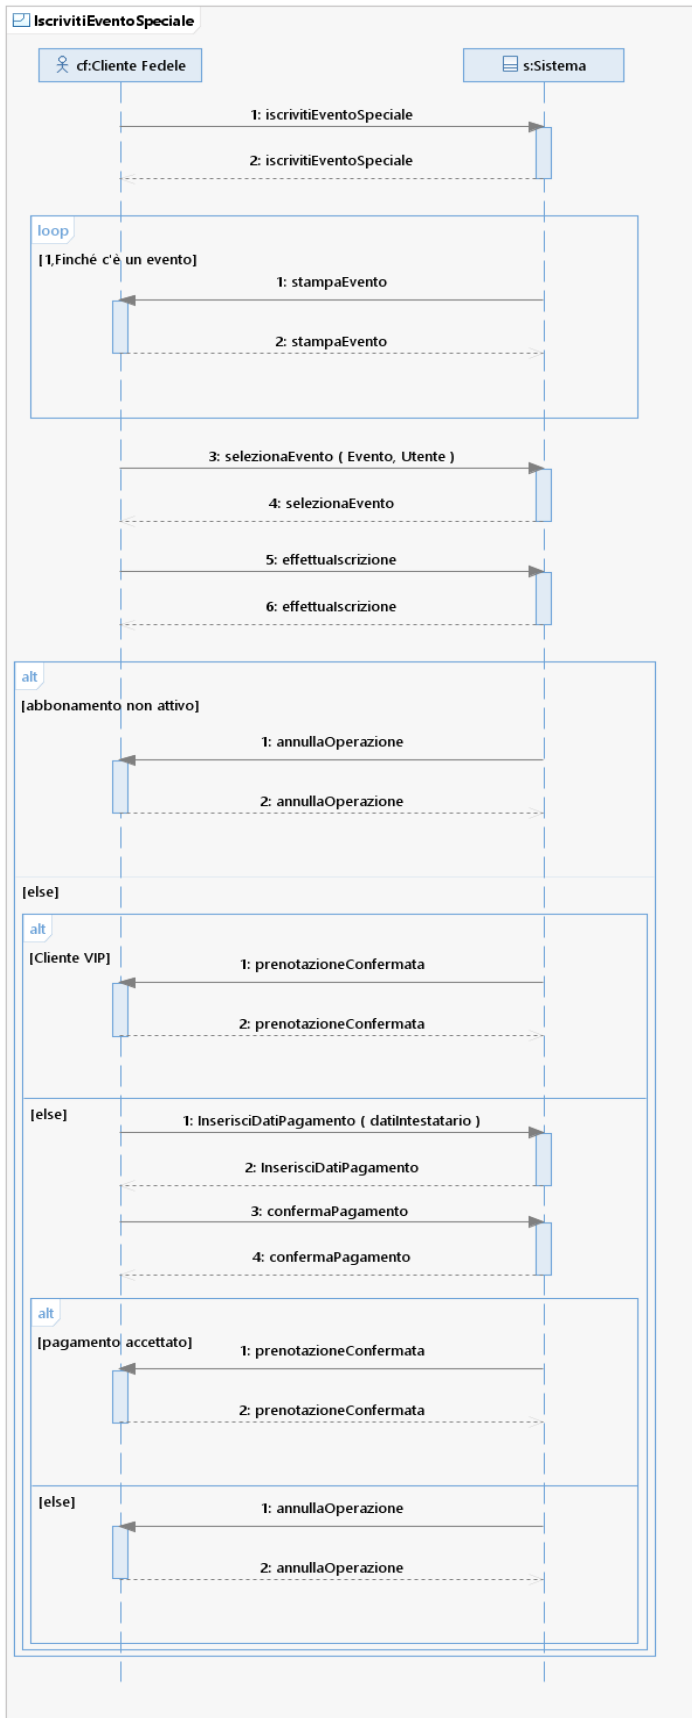 IscrivitiEventoSpeciale
cf:Cliente Fedele
s:Sistema
1: iscrivitiEventoSpeciale
2: iscrivitiEventoSpeciale
loop
[1,Finché c'è un evento]
1: stampaEvento
2: stampaEvento
3: selezionaEvento ( Evento, Utente )
4: selezionaEvento
5: effettuaIscrizione
6: effettuaIscrizione
alt
[abbonamento non attivo]
1: annullaOperazione
2: annullaOperazione
[else]
alt
[Cliente VIP]
1: prenotazioneConfermata
2: prenotazioneConfermata
[else]
1: InserisciDatiPagamento ( datiIntestatario )
2: InserisciDatiPagamento
3: confermaPagamento
4: confermaPagamento
alt
[pagamento accettato]
1: prenotazioneConfermata
2: prenotazioneConfermata
[else]
1: annullaOperazione
2: annullaOperazione